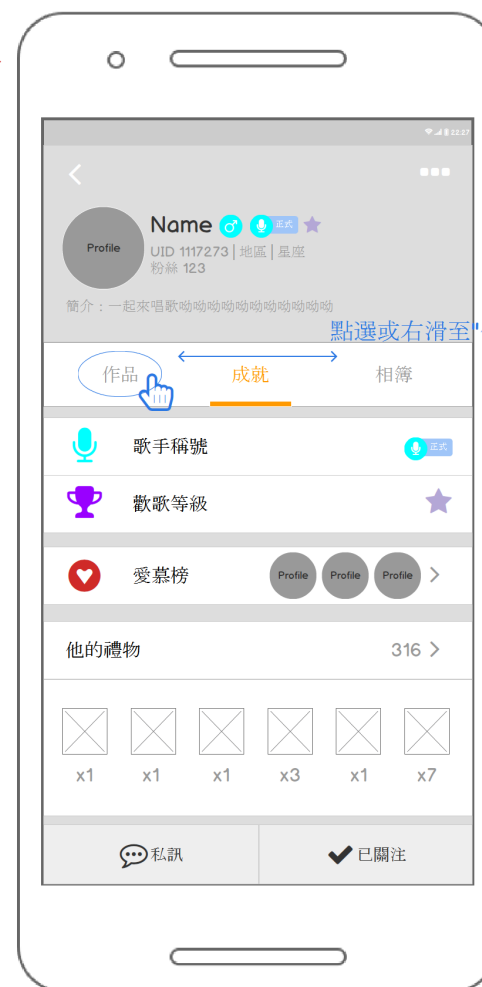 22:27
Name
正式
Profile
UID 1117273 | 地區 | 星座
粉絲 123
簡介：一起來唱歌呦呦呦呦呦呦呦呦呦呦呦
點選或右滑至"
作品
成就
相簿
歌手稱號
正式
歡歌等級
愛慕榜
Profile
Profile
Profile
他的禮物
316
x1
x1
x1
x3
x1
x7
私訊
已關注